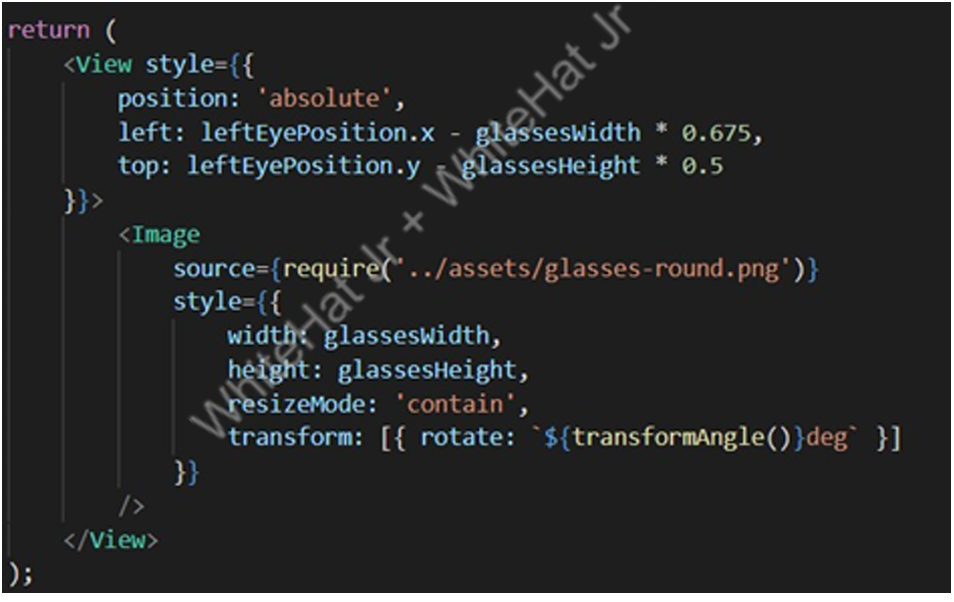 return (
<View style={{
position: 'absolute',
left: leftEyePosition.x - glassesWidth * 0.675,
top: leftEyePosition.y - glassesHeight * 0.5
}}>
<Image
source={require('../assets/glasses-round.png')}
style={{
width: glassesWidth,
height: glassesHeight,
resizeMode: 'contain',
transform: [{ rotate: `${transformAngle()}deg` }]
}}
/>
</View>
);
WhiteHat Jr + WhiteHat Jr